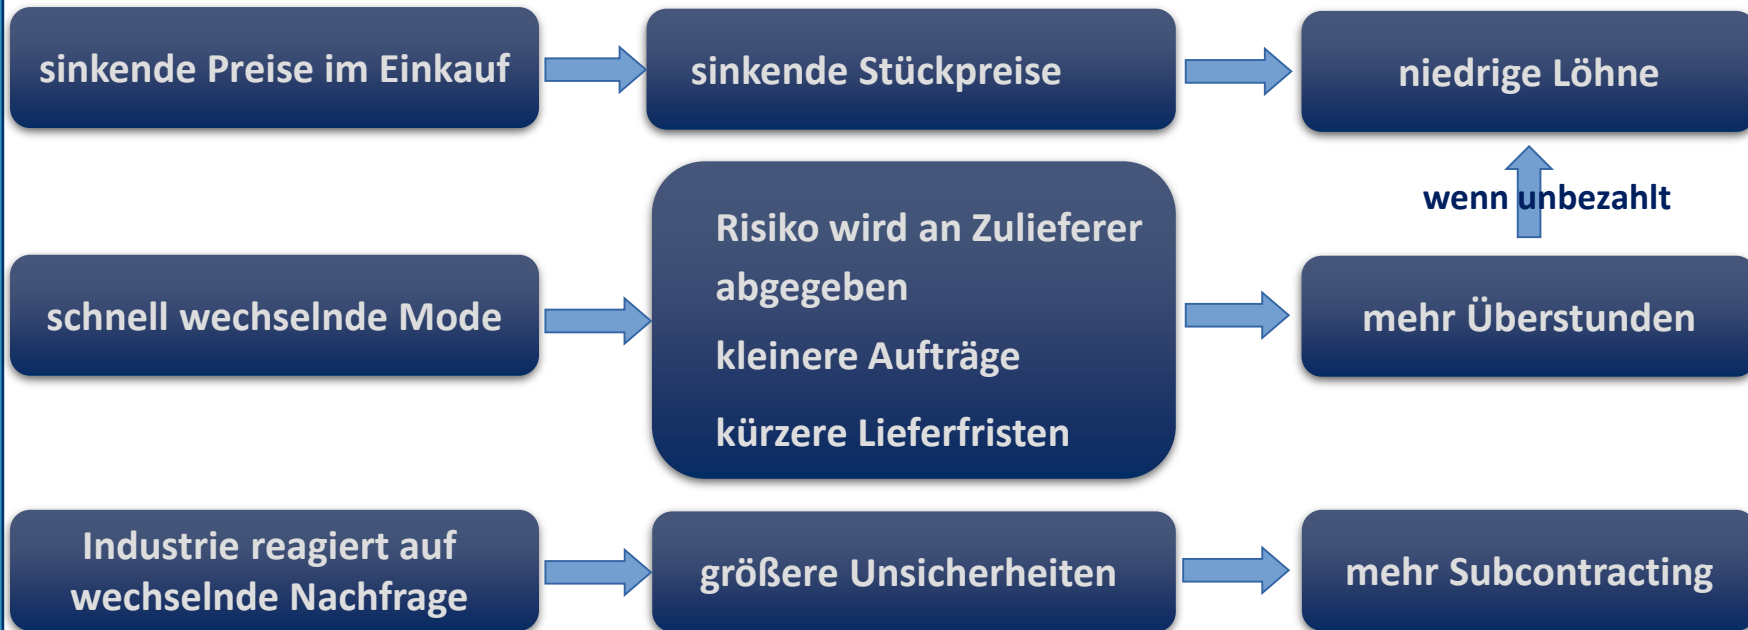 sinkende Preise im Einkauf
sinkende Stückpreise
niedrige Löhne
wenn unbezahlt
schnell wechselnde Mode
Risiko wird an Zulieferer
abgegeben
kleinere Aufträge
kürzere Lieferfristen
mehr Überstunden
Industrie reagiert auf
wechselnde Nachfrage
größere Unsicherheiten
mehr Subcontracting